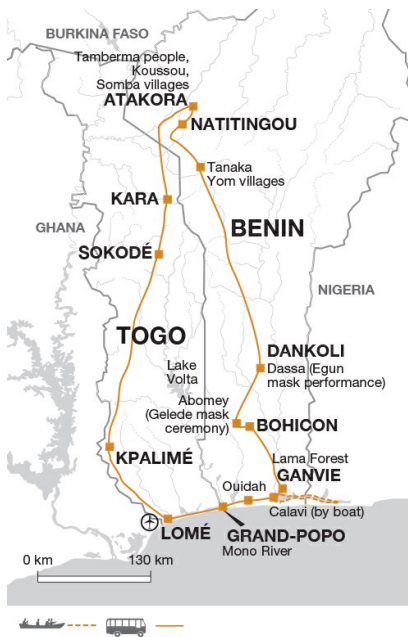 BURKINA FASO
Tamberma people,
Koussou,
Somba villages
ATAKORA
NATITINGOU
Tanaka
Yom villages
KARA
BENIN
GHANA
SOKODÉ
NIGERIA
TOGO
DANKOLI
Dassa (Egun
mask performance)
Lake
Volta
Abomey
(Gelede mask
ceremony)
BOHICON
KPALIMÉ
Lama Forest
GANVIE
Ouidah
Calavi (by boat)
LOMÉ
GRAND-POPO
Mono River
0 km
130 km